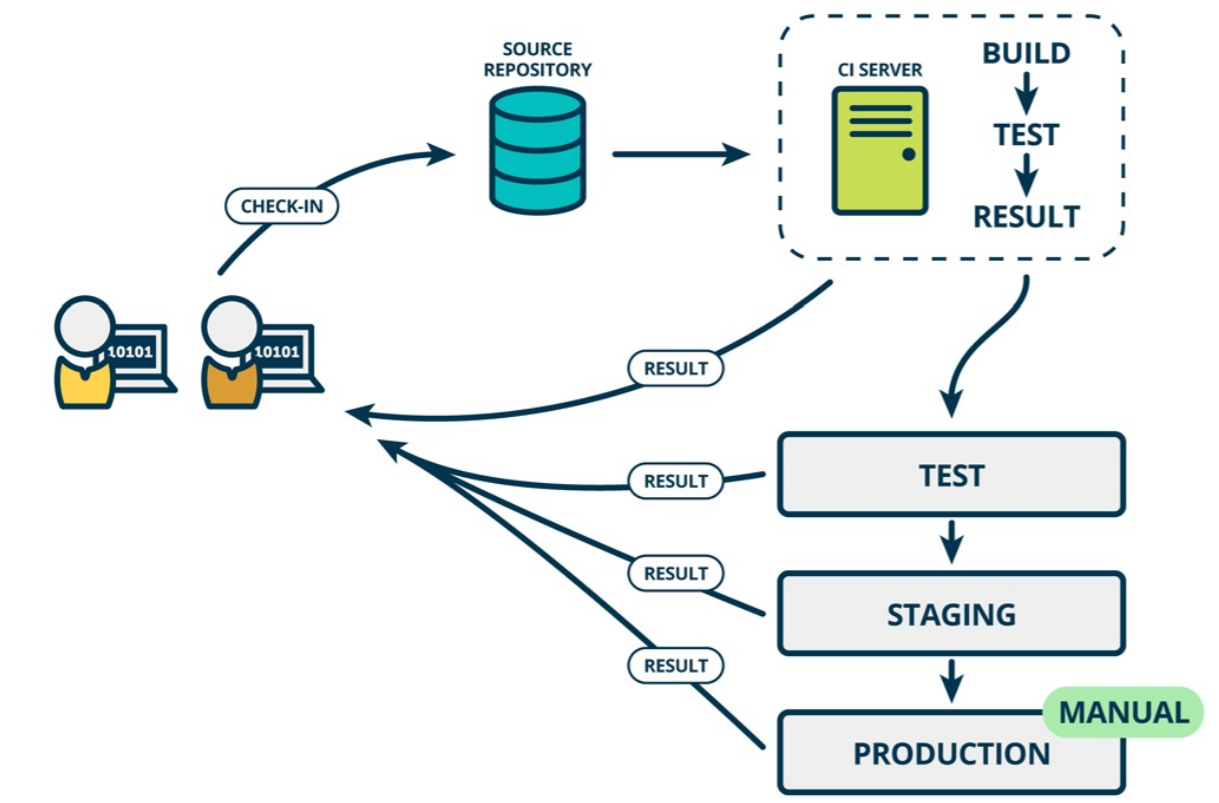 SOURCE
REPOSITORY
CI SERVER
BUILD
TEST
RESULT
CHECK-IN
10101
10101
RESULT
RESULT
TEST
RESULT
STAGING
RESULT
MANUAL
PRODUCTION